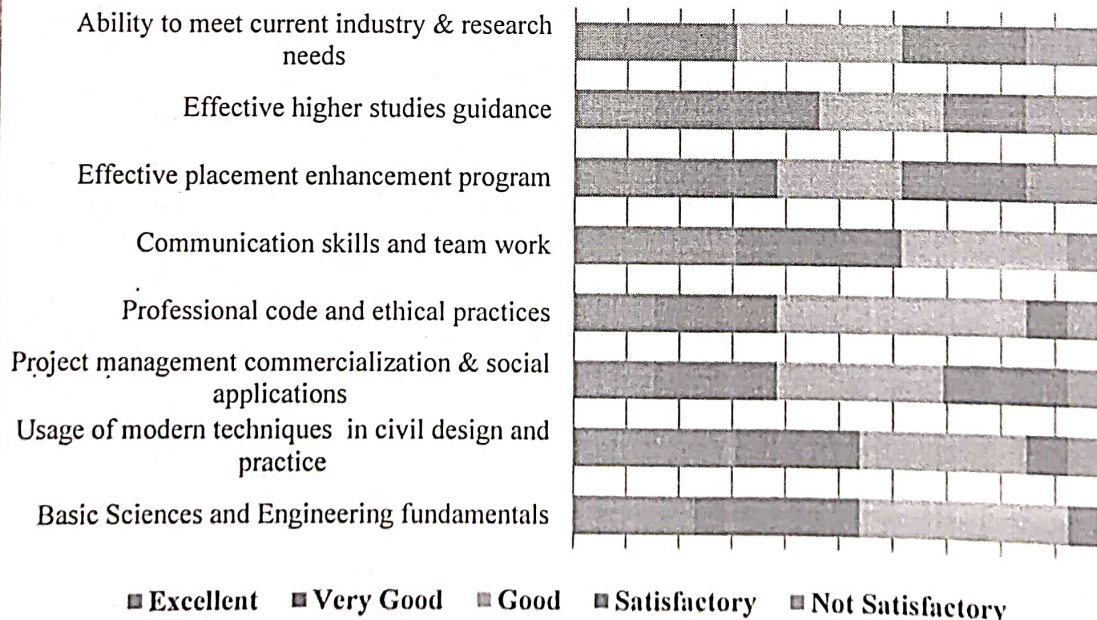 Ability to meet current industry & research
needs
Effective higher studies guidance
Effective placement enhancement program
Communication skills and team work
Professional code and ethical practices
Project management commercialization & social
applications
Usage of modern techniques in civil design and
practice
Basic Sciences and Engineering fundamentals
Excellent Very Good Good Satisfactory Not Satisfactory